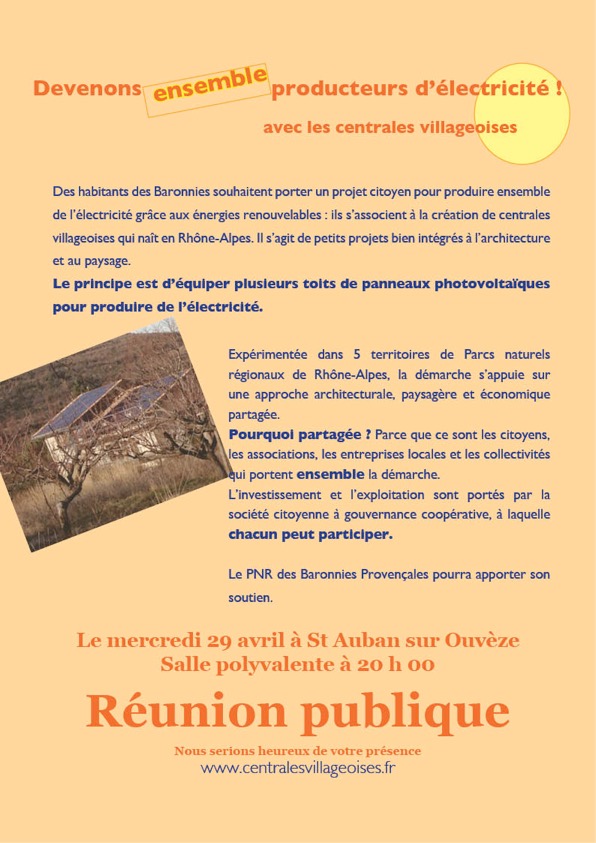 Devenons ensemble producteurs d'électricité !
avec les centrales villageoises
Des habitants des Baronnies souhaitent porter un projet citoyen pour produire ensemble
de l'électricité grâce aux énergies renouvelables : ils s'associent à la création de centrales
villageoises qui naît en Rhône-Alpes. Il s'agit de petits projets bien intégrés à l'architecture
et au paysage.
Le principe est d'équiper plusieurs toits de panneaux photovoltaïques
pour produire de l'électricité.
Expérimentée dans 5 territoires de Parcs naturels
régionaux de Rhône-Alpes, la démarche s'appuie sur
une approche architecturale, paysagère et économique
partagée.
Pourquoi partagée ? Parce que ce sont les citoyens,
les associations, les entreprises locales et les collectivités
qui portent ensemble la démarche.
L'investissement et l'exploitation sont portés par la
société citoyenne à gouvernance coopérative, à laquelle
chacun peut participer.
Le PNR des Baronnies Provençales pourra apporter son
soutien.
Le mercredi 29 avril à St Auban sur Ouvèze
Salle polyvalente à 20 h 00
Réunion publique
Nous serions heureux de votre présence
www.centralesvillageoises.fr